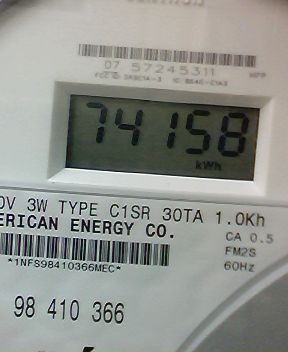 07 57245311
74158
kWh
0V 3W TYPE C1SR 30TA 1.0Kh
ERICAN ENERGY CO.
CA 0.5
FM2S
*1NFS98410366MEC*
60Hz
98 410 366